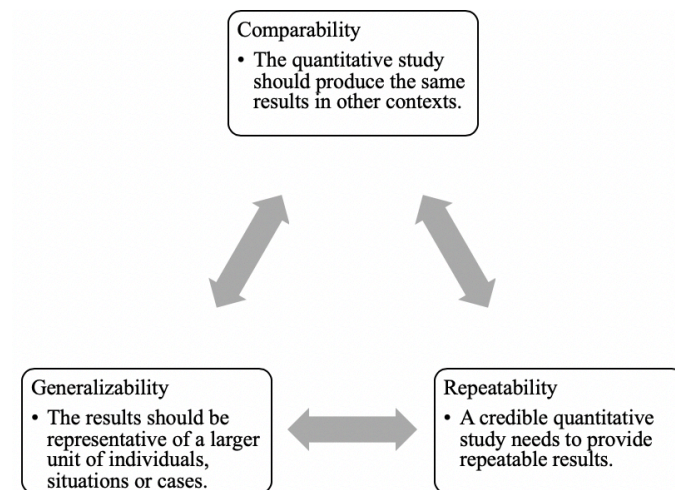 Comparability
• The quantitative study
should produce the same
results in other contexts.
Generalizability
• The results should be
representative of a larger
unit of individuals,
situations or cases.
Repeatability
• A credible quantitative
study needs to provide
repeatable results.